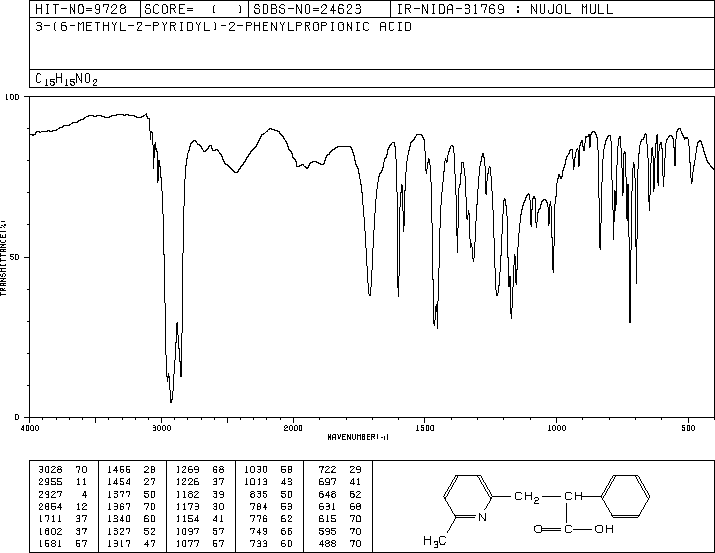 HIT-NO=9728 SCORE= ( ) SDBS-NO=24623 IR-NIDA-31769 : NUJOL MULL
3-(6-METHYL-2-PYRIDYL)-2-PHENYLPROPIONIC ACID
C15H15NO2
100
50
0
TRANSMITTANCE(%)
4000 3000 2000 1500 1000 500
WAVENUMBER(-1)
3028 70 1466 28 1269 68 1030 58 722 29
2955 11 1454 27 1226 37 1013 43 697 41
2927 4 1377 50 1182 39 835 50 648 62
2854 12 1367 70 1173 30 784 53 631 68
1711 37 1340 60 1154 41 776 62 615 70
1602 37 1327 52 1097 57 749 66 595 70
1581 57 1317 47 1077 57 733 60 488 70
CH2 CH
N
C OH
O
H3C